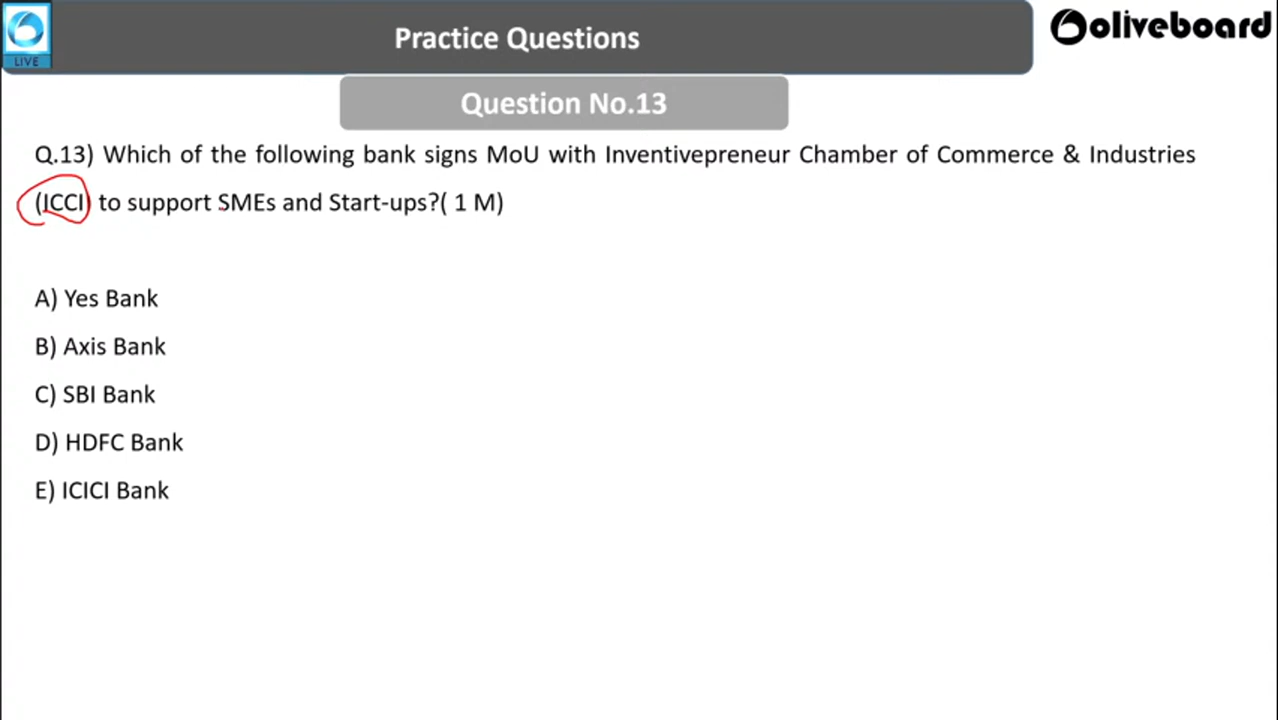 LIVE
Practice Questions
oliveboard
Question No.13
Q.13) Which of the following bank signs MoU with Inventivepreneur Chamber of Commerce & Industries
(ICCI) to support SMEs and Start-ups?( 1 M)
A) Yes Bank
B) Axis Bank
C) SBI Bank
D) HDFC Bank
E) ICICI Bank